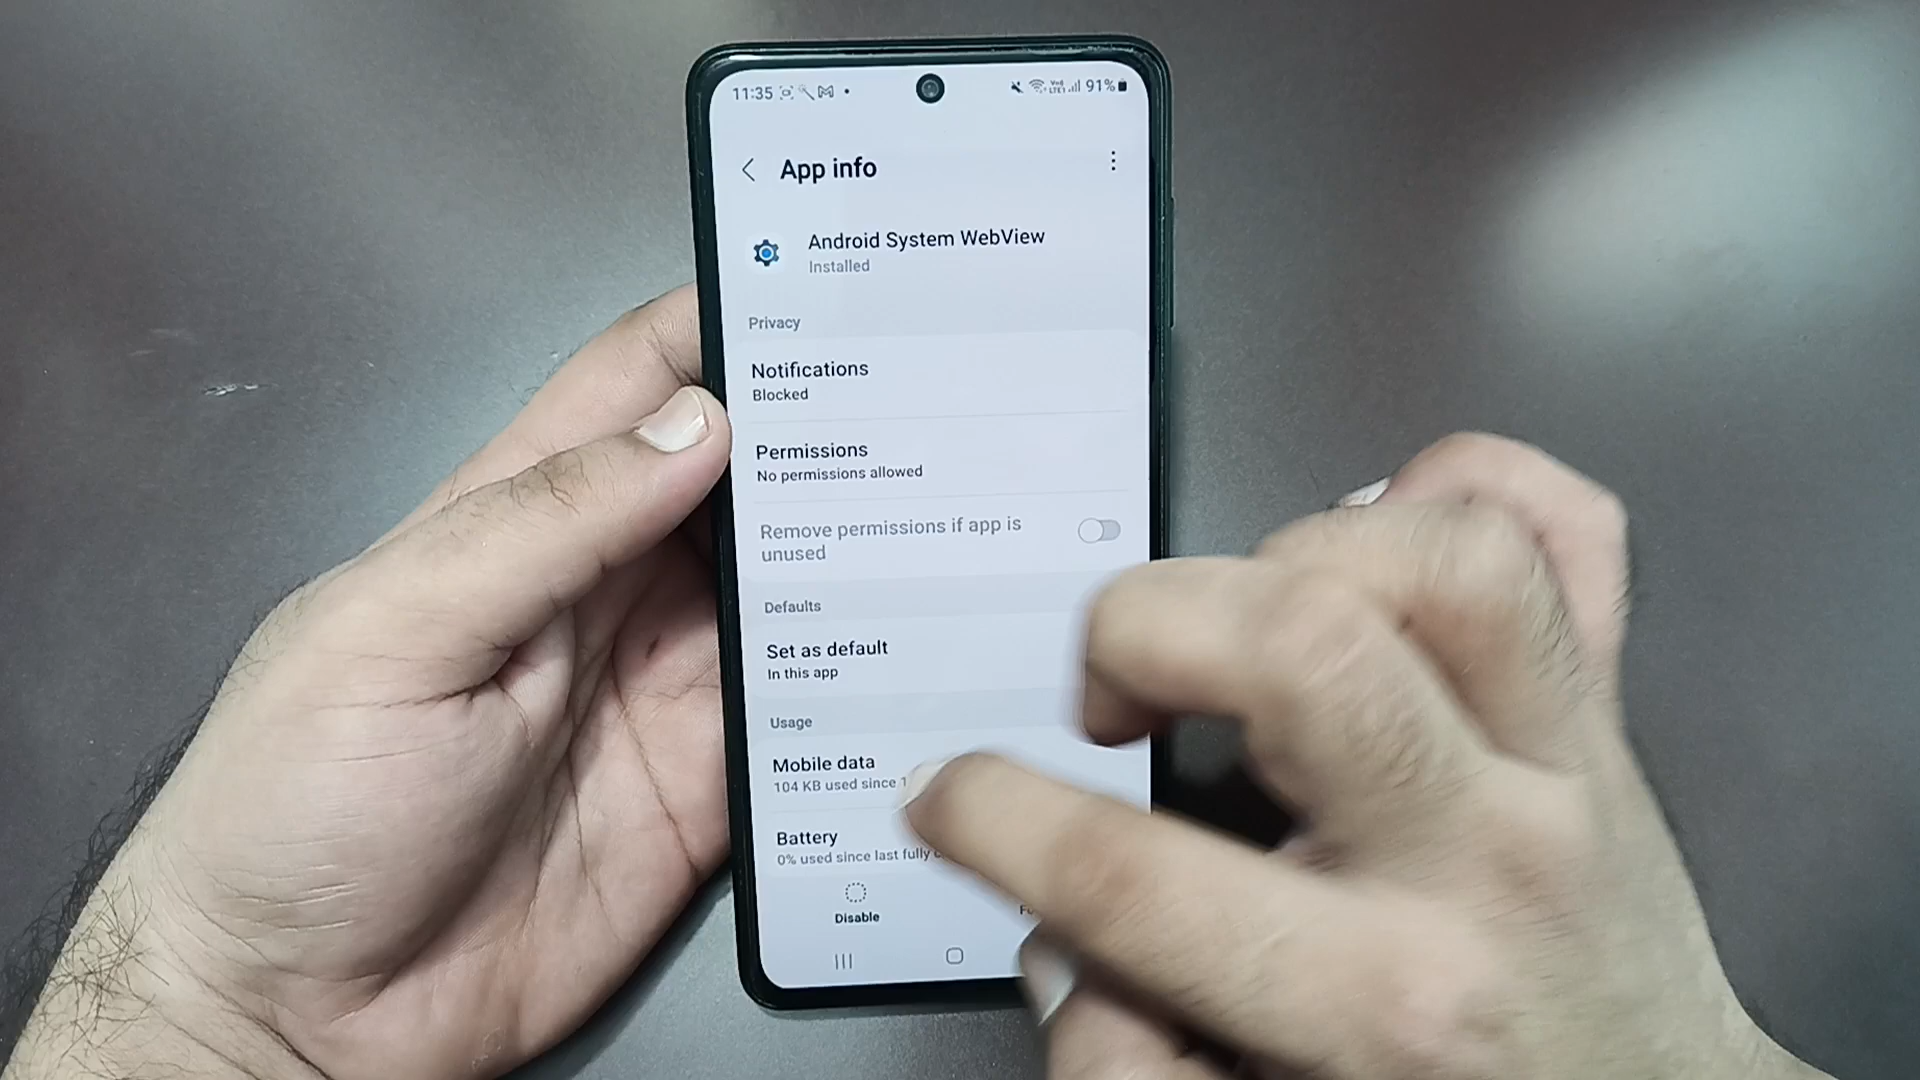 11:35 91%
App info
Android System WebView
Installed
Privacy
Notifications
Blocked
Permissions
No permissions allowed
Remove permissions if app is
unused
Defaults
Set as default
In this app
Usage
Mobile data
104 KB used since
Battery
0% used since last fully
Disable